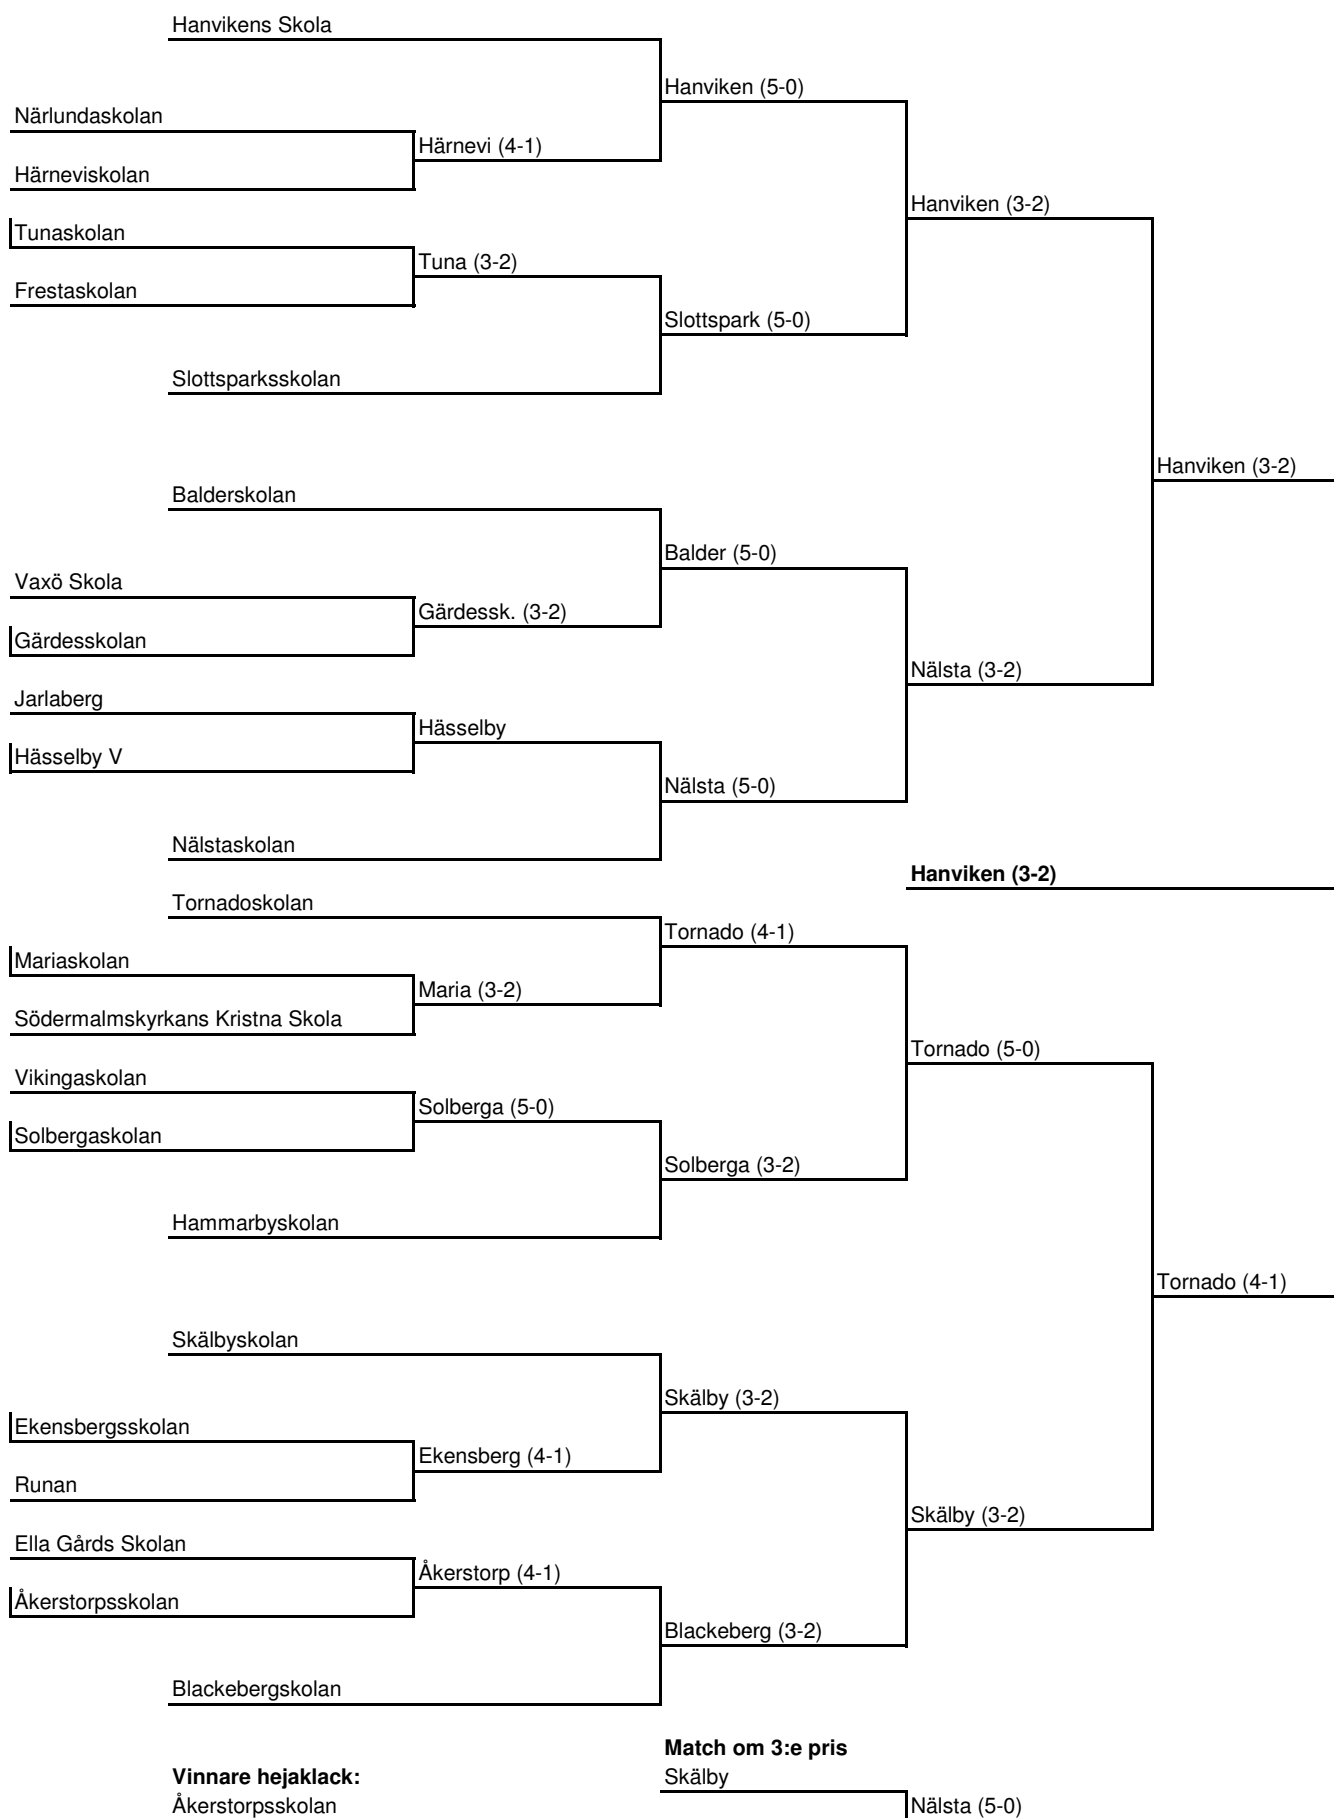 Hanvikens Skola
Hanviken (5-0)
Närlundaskolan
Härnevi (4-1)
Härneviskolan
Hanviken (3-2)
Tunaskolan
Tuna (3-2)
Frestaskolan
Slottspark (5-0)
Slottsparksskolan
Hanviken (3-2)
Balderskolan
Balder (5-0)
Vaxö Skola
Gärdessk. (3-2)
Gärdesskolan
Nälsta (3-2)
Jarlaberg
Hässelby
Hässelby V
Nälsta (5-0)
Nälstaskolan
Hanviken (3-2)
Tornadoskolan
Tornado (4-1)
Mariaskolan
Maria (3-2)
Södermalmskyrkans Kristna Skola
Tornado (5-0)
Vikingaskolan
Solberga (5-0)
Solbergaskolan
Solberga (3-2)
Hammarbyskolan
Tornado (4-1)
Skälbyskolan
Skälby (3-2)
Ekensbergsskolan
Ekensberg (4-1)
Runan
Skälby (3-2)
Ella Gårds Skolan
Åkerstorp (4-1)
Åkerstorpsskolan
Blackeberg (3-2)
Blackebergskolan
Match om 3:e pris
Vinnare hejaklack:
Skälby
Åkerstorpsskolan
Nälsta (5-0)